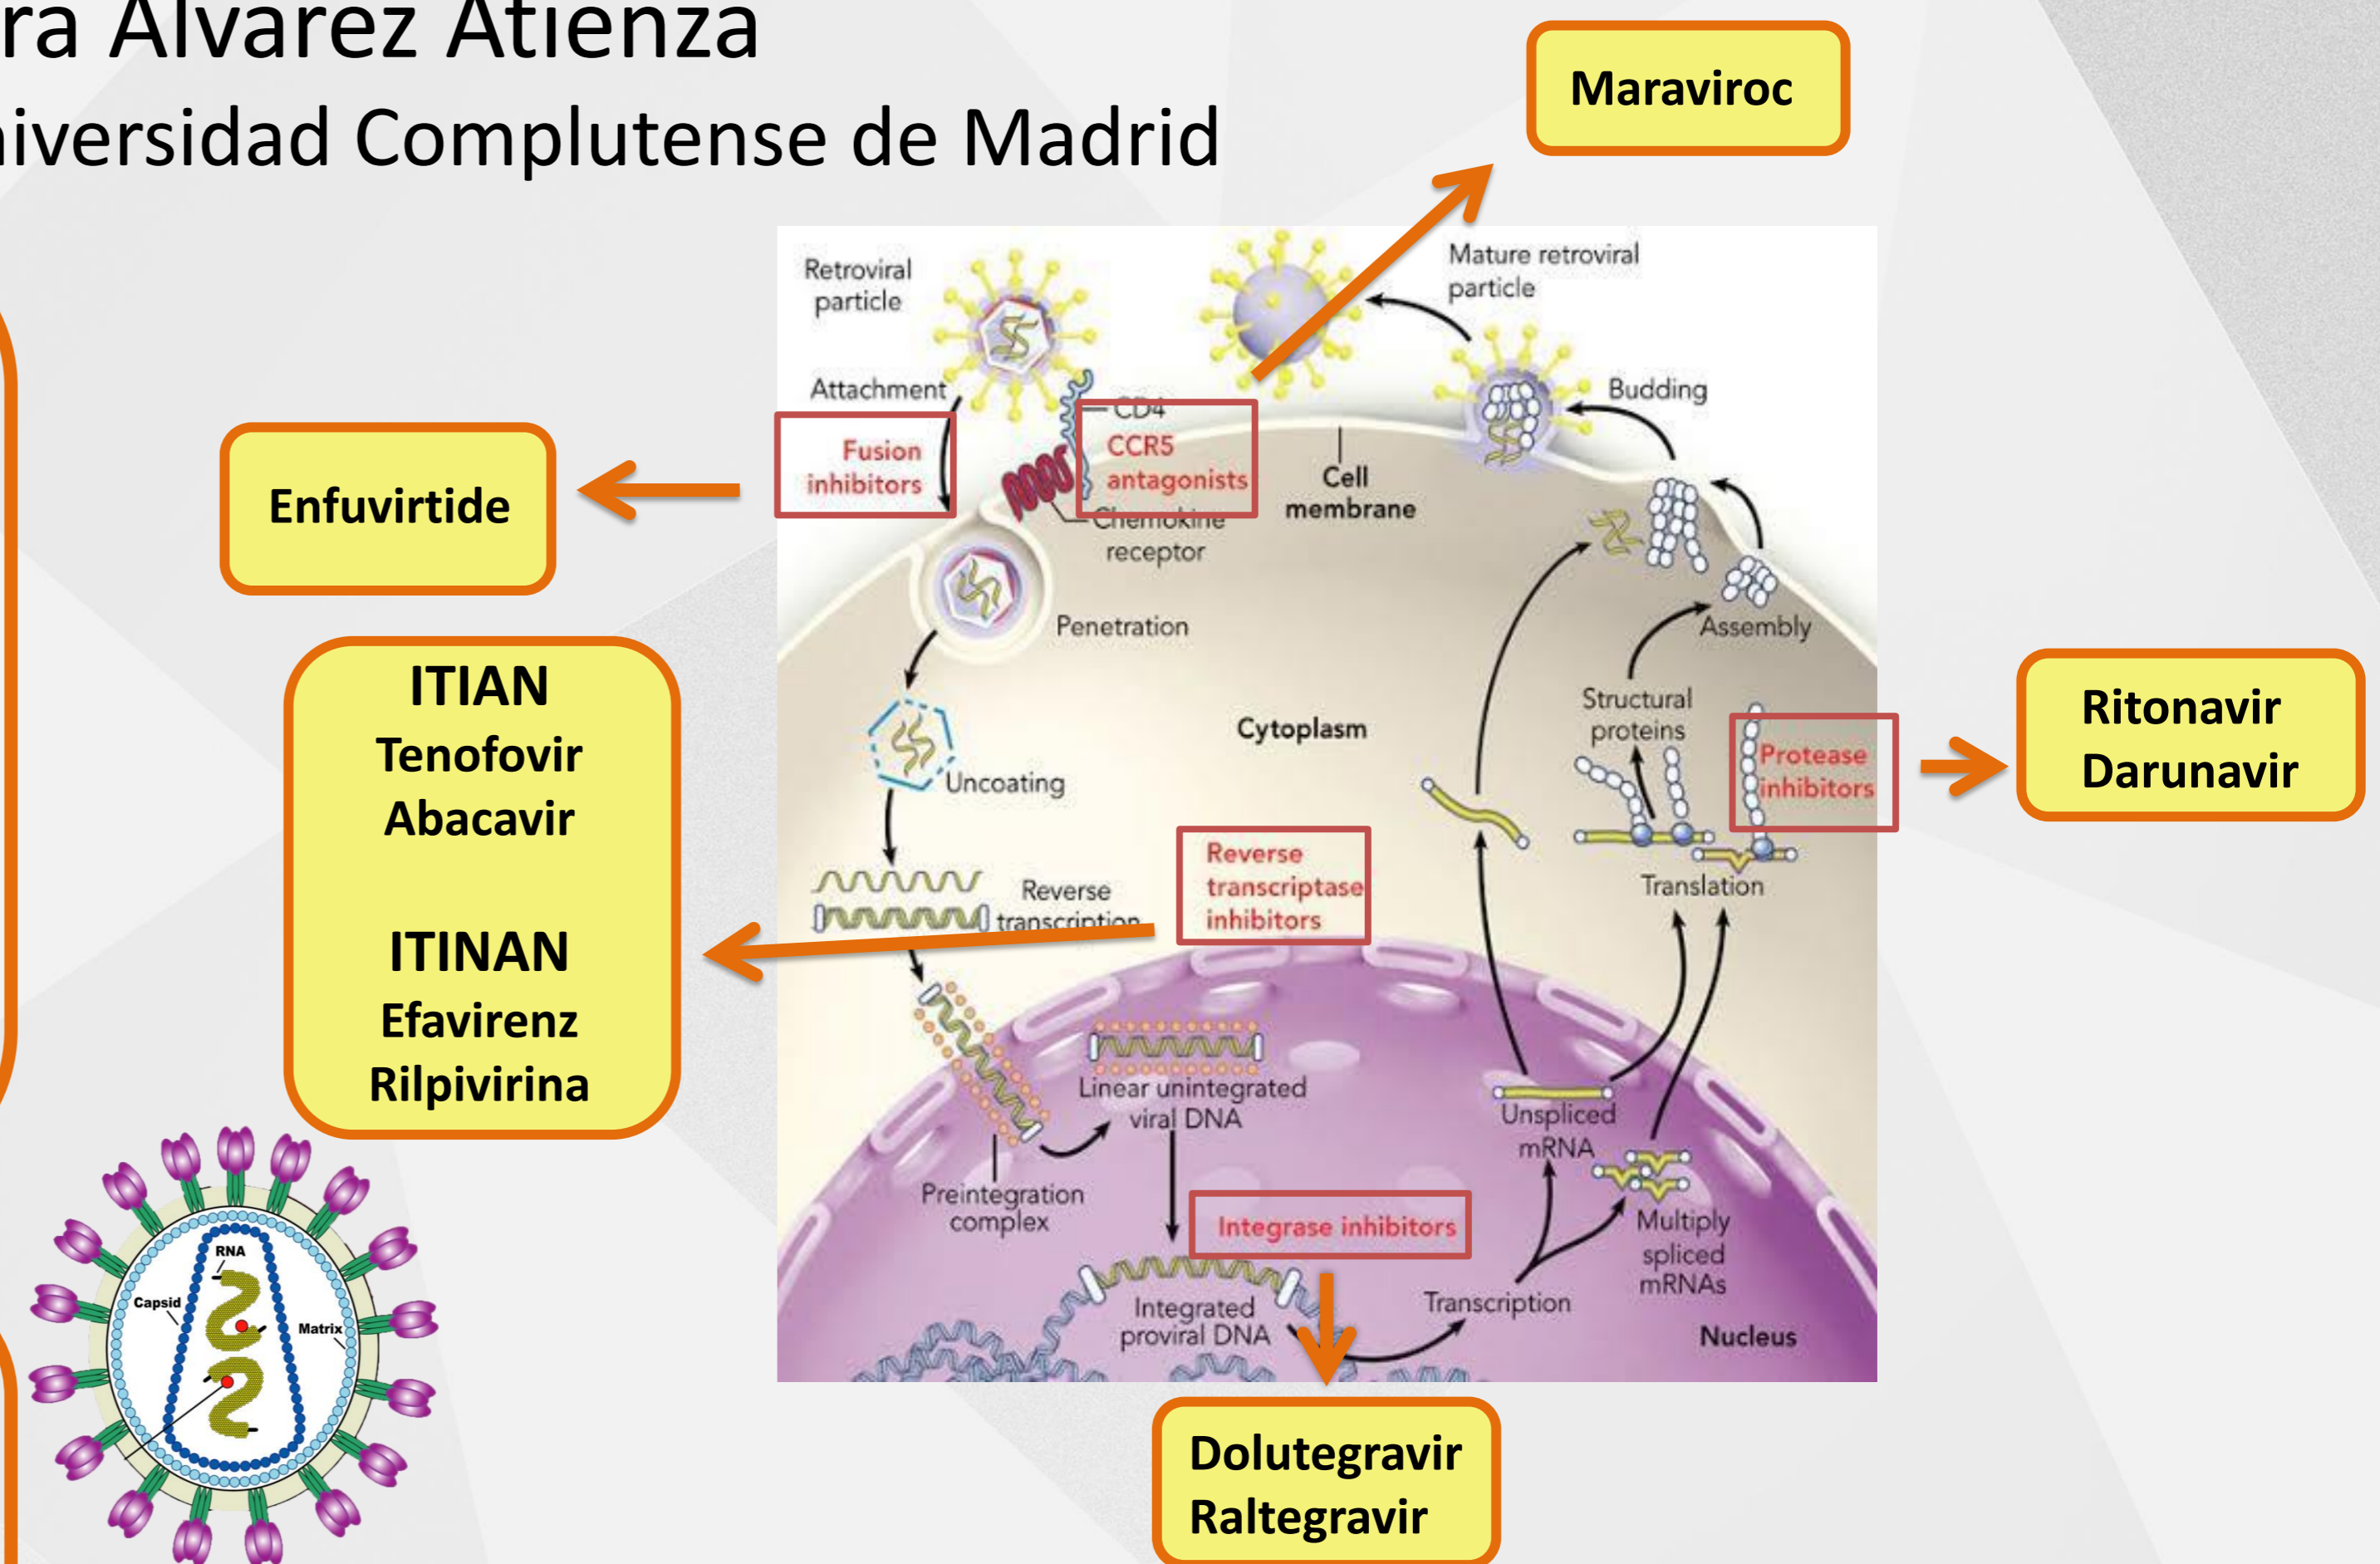 ra Alvarez Atienza
niversidad Complutense de Madrid
Maraviroc
Retroviral
particle
Mature retroviral
particle
Attachment
CD4
Budding
Fusion
inhibitors
CCR5
antagonists
Cell
membrane
Chemokine
receptor
Enfuvirtide
Penetration
Assembly
ITIAN
Tenofovir
Abacavir
ITINAN
Efavirenz
Rilpivirina
Structural
proteins
Cytoplasm
Protease
inhibitors
Ritonavir
Darunavir
Uncoating
Reverse
transcriptase
inhibitors
Reverse
transcription
Translation
Linear unintegrated
viral DNA
Unspliced
mRNA
Preintegration
complex
Integrase inhibitors
Multiply
spliced
mRNAs
Integrated
proviral DNA
Transcription
Nucleus
RNA
Capsid
Matrix
Dolutegravir
Raltegravir